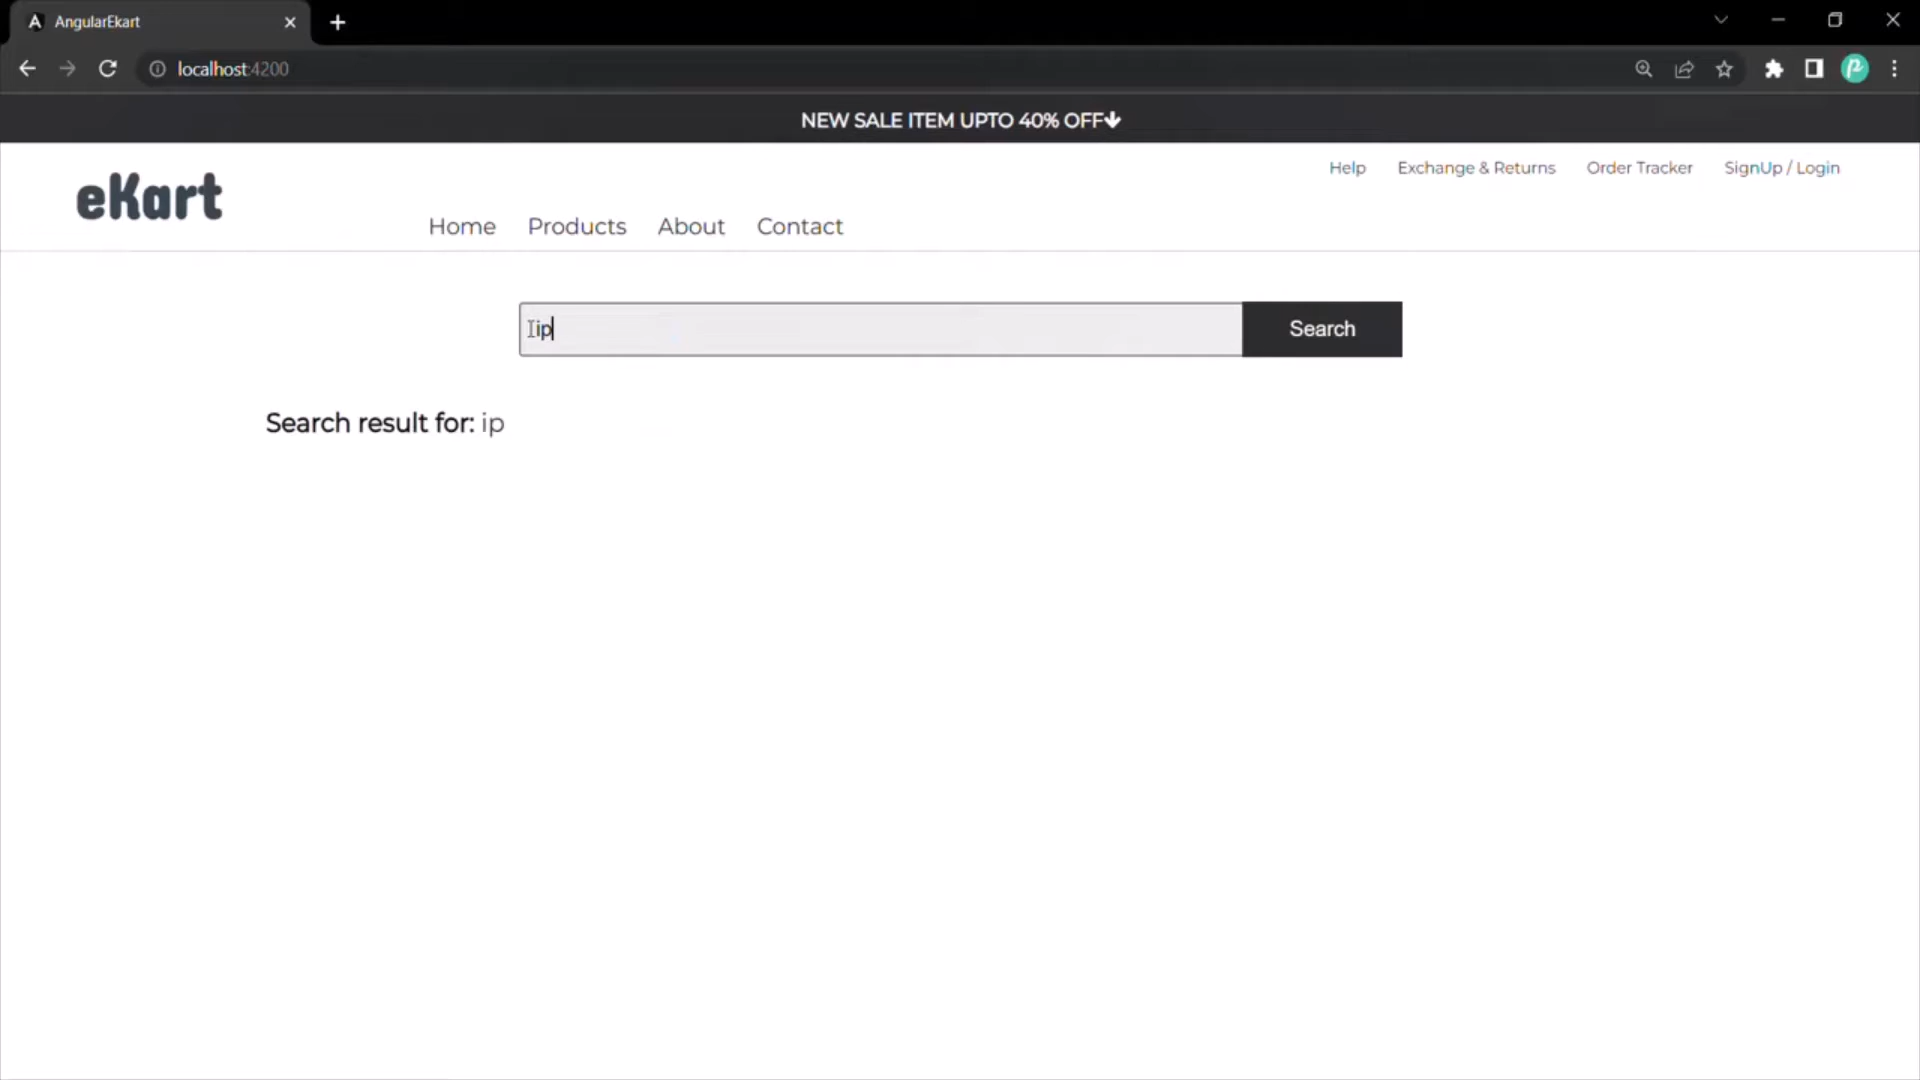 AngularEkart
localhost:4200
NEW SALE ITEM UPTO 40% OFF
eKart
Help Exchange & Returns Order Tracker SignUp / Login
Home Products About Contact
ip Search
Search result for: ip